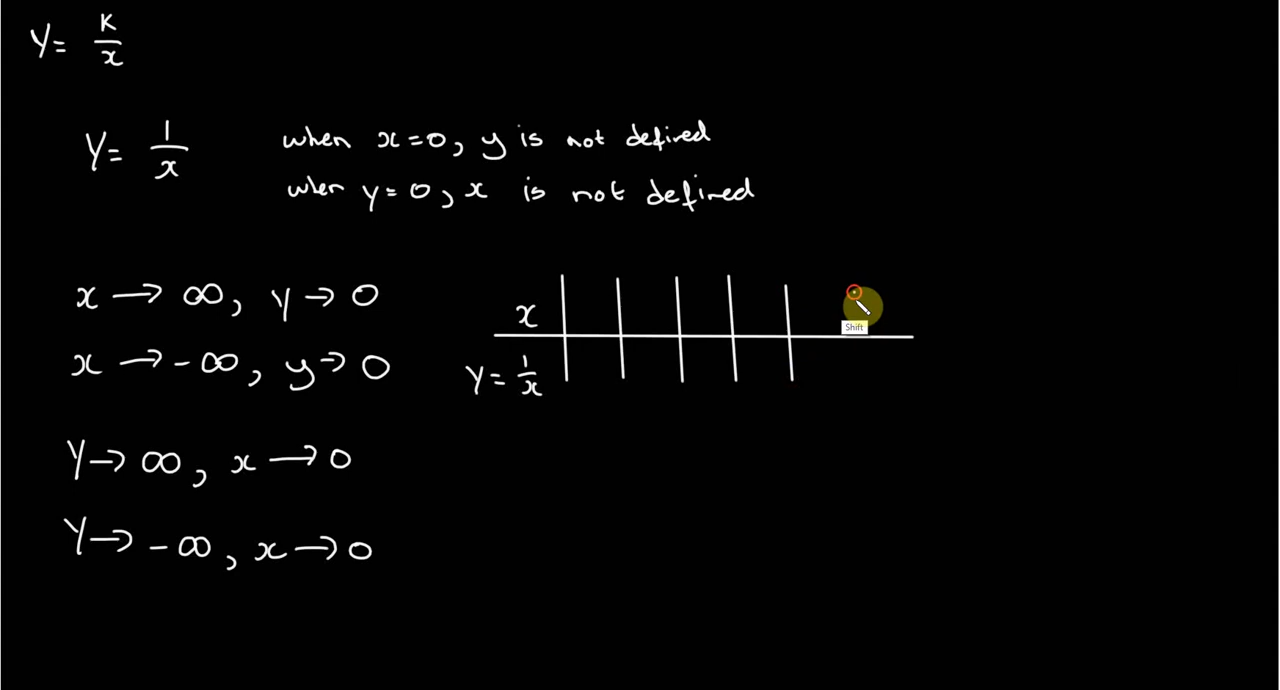 Y = K/x
Y = 1/x
when x = 0, y is not defined
when y = 0, x is not defined
x → ∞, y → 0
x → -∞, y → 0
Y → ∞, x → 0
Y → -∞, x → 0
x
Y = 1/x
Shift